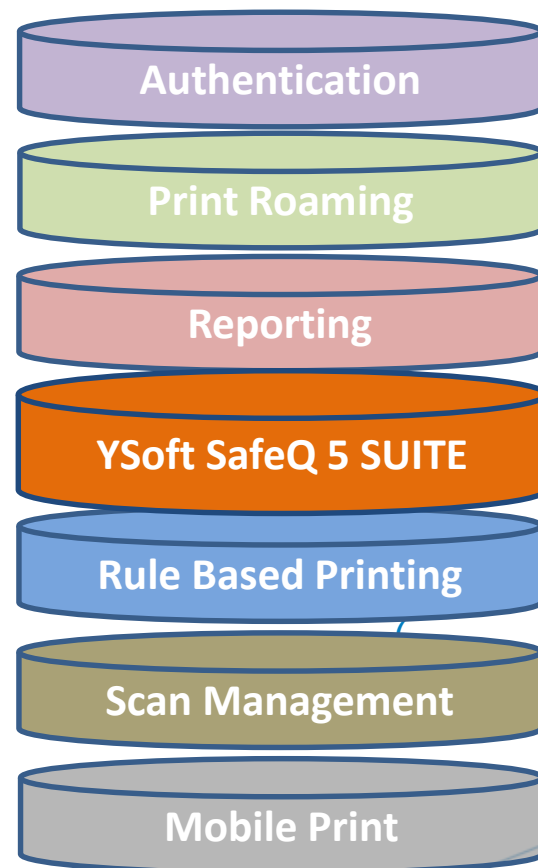 Authentication
Print Roaming
Reporting
YSoft SafeQ 5 SUITE
Rule Based Printing
Scan Management
Mobile Print